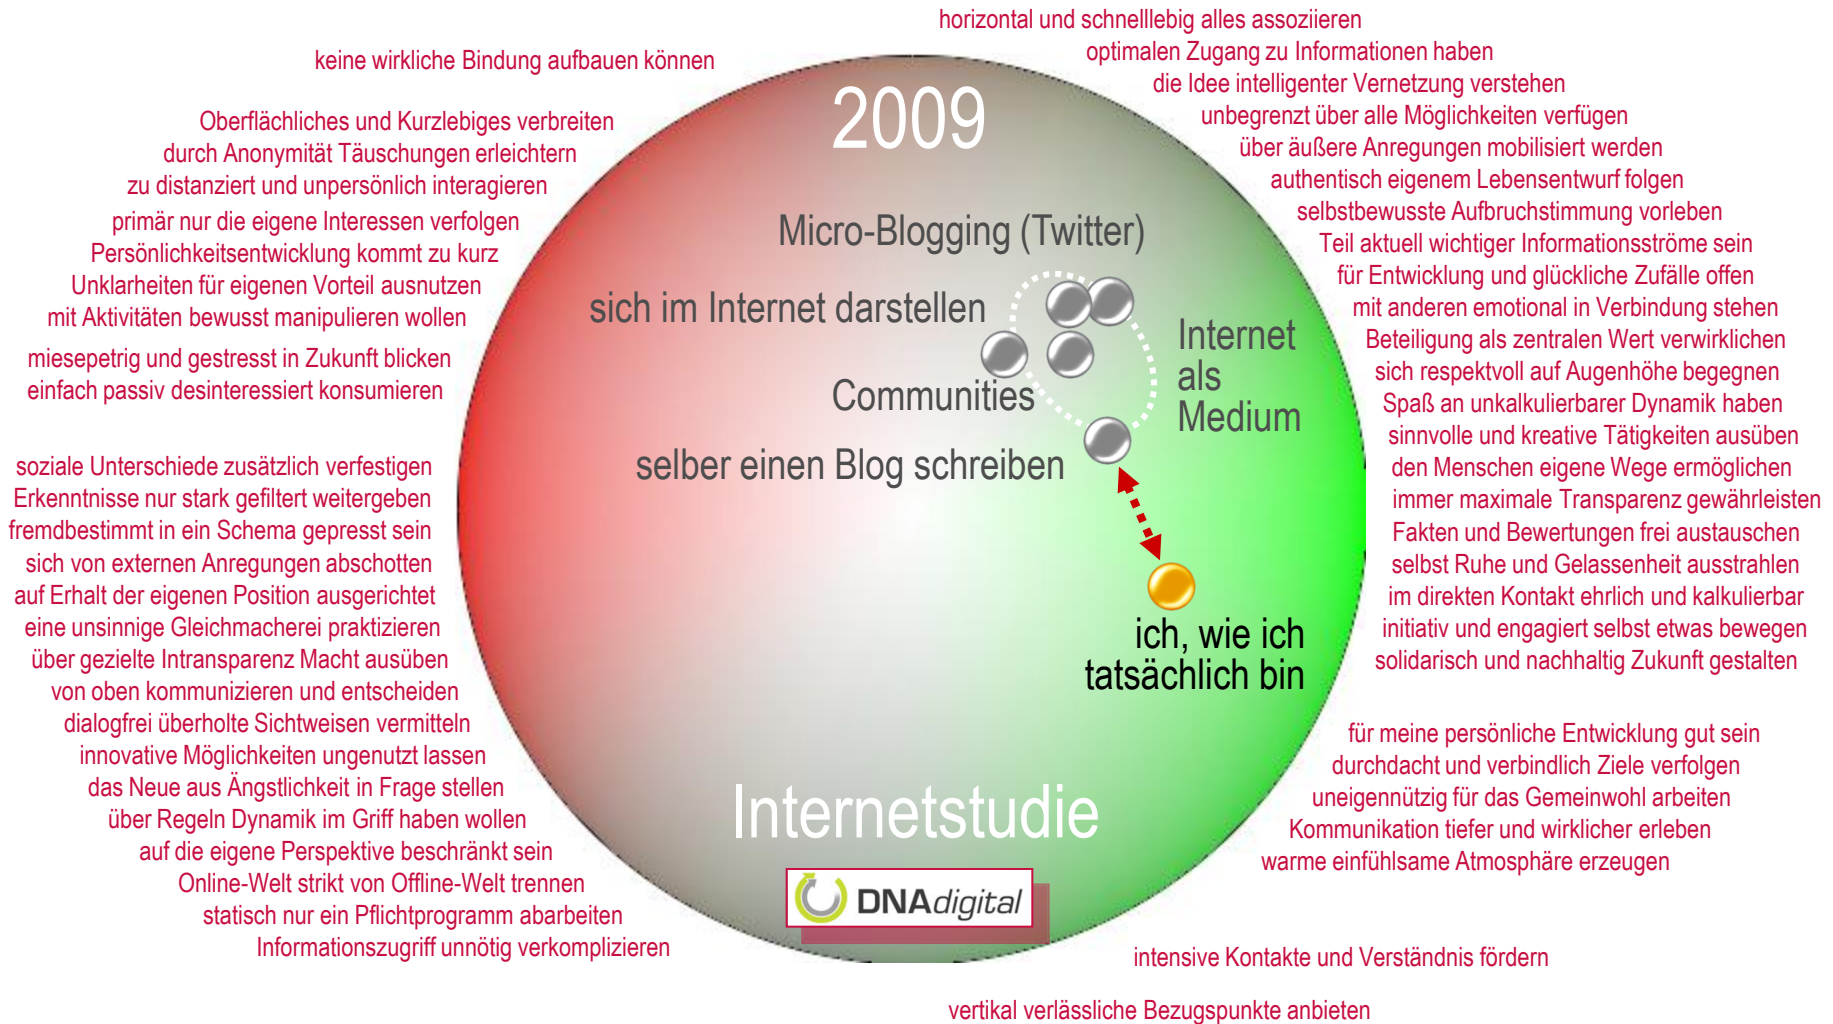 horizontal und schnelllebig alles assoziieren
optimalen Zugang zu Informationen haben
die Idee intelligenter Vernetzung verstehen
unbegrenzt über alle Möglichkeiten verfügen
über äußere Anregungen mobilisiert werden
authentisch eigenem Lebensentwurf folgen
selbstbewusste Aufbruchstimmung vorleben
Teil aktuell wichtiger Informationsströme sein
für Entwicklung und glückliche Zufälle offen
mit anderen emotional in Verbindung stehen
Beteiligung als zentralen Wert verwirklichen
sich respektvoll auf Augenhöhe begegnen
Spaß an unkalkulierbarer Dynamik haben
sinnvolle und kreative Tätigkeiten ausüben
den Menschen eigene Wege ermöglichen
immer maximale Transparenz gewährleisten
Fakten und Bewertungen frei austauschen
selbst Ruhe und Gelassenheit ausstrahlen
im direkten Kontakt ehrlich und kalkulierbar
initiativ und engagiert selbst etwas bewegen
solidarisch und nachhaltig Zukunft gestalten
für meine persönliche Entwicklung gut sein
durchdacht und verbindlich Ziele verfolgen
uneigennützig für das Gemeinwohl arbeiten
Kommunikation tiefer und wirklicher erleben
warme einfühlsame Atmosphäre erzeugen
intensive Kontakte und Verständnis fördern
vertikal verlässliche Bezugspunkte anbieten
keine wirkliche Bindung aufbauen können
Oberflächliches und Kurzlebiges verbreiten
durch Anonymität Täuschungen erleichtern
zu distanziert und unpersönlich interagieren
primär nur die eigene Interessen verfolgen
Persönlichkeitsentwicklung kommt zu kurz
Unklarheiten für eigenen Vorteil ausnutzen
mit Aktivitäten bewusst manipulieren wollen
miesepetrig und gestresst in Zukunft blicken
einfach passiv desinteressiert konsumieren
soziale Unterschiede zusätzlich verfestigen
Erkenntnisse nur stark gefiltert weitergeben
fremdbestimmt in ein Schema gepresst sein
sich von externen Anregungen abschotten
auf Erhalt der eigenen Position ausgerichtet
eine unsinnige Gleichmacherei praktizieren
über gezielte Intransparenz Macht ausüben
von oben kommunizieren und entscheiden
dialogfrei überholte Sichtweisen vermitteln
innovative Möglichkeiten ungenutzt lassen
das Neue aus Ängstlichkeit in Frage stellen
über Regeln Dynamik im Griff haben wollen
auf die eigene Perspektive beschränkt sein
Online-Welt strikt von Offline-Welt trennen
statisch nur ein Pflichtprogramm abarbeiten
Informationszugriff unnötig verkomplizieren
2009
Micro-Blogging (Twitter)
sich im Internet darstellen
Internet
als
Medium
Communities
selber einen Blog schreiben
ich, wie ich
tatsächlich bin
Internetstudie
DNAdigital